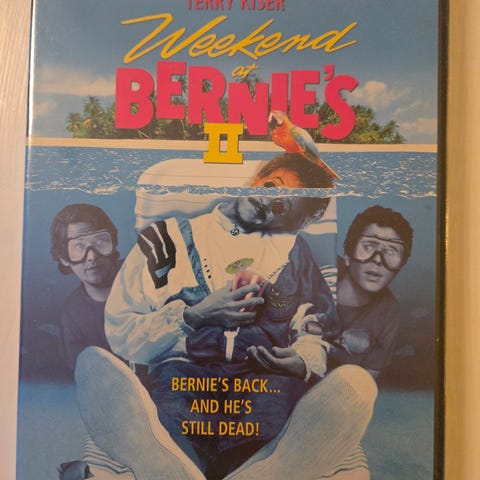 TERRY KISER
Weekend
at
BERNIE'S
II
BERNIE'S BACK...
AND HE'S
STILL DEAD!